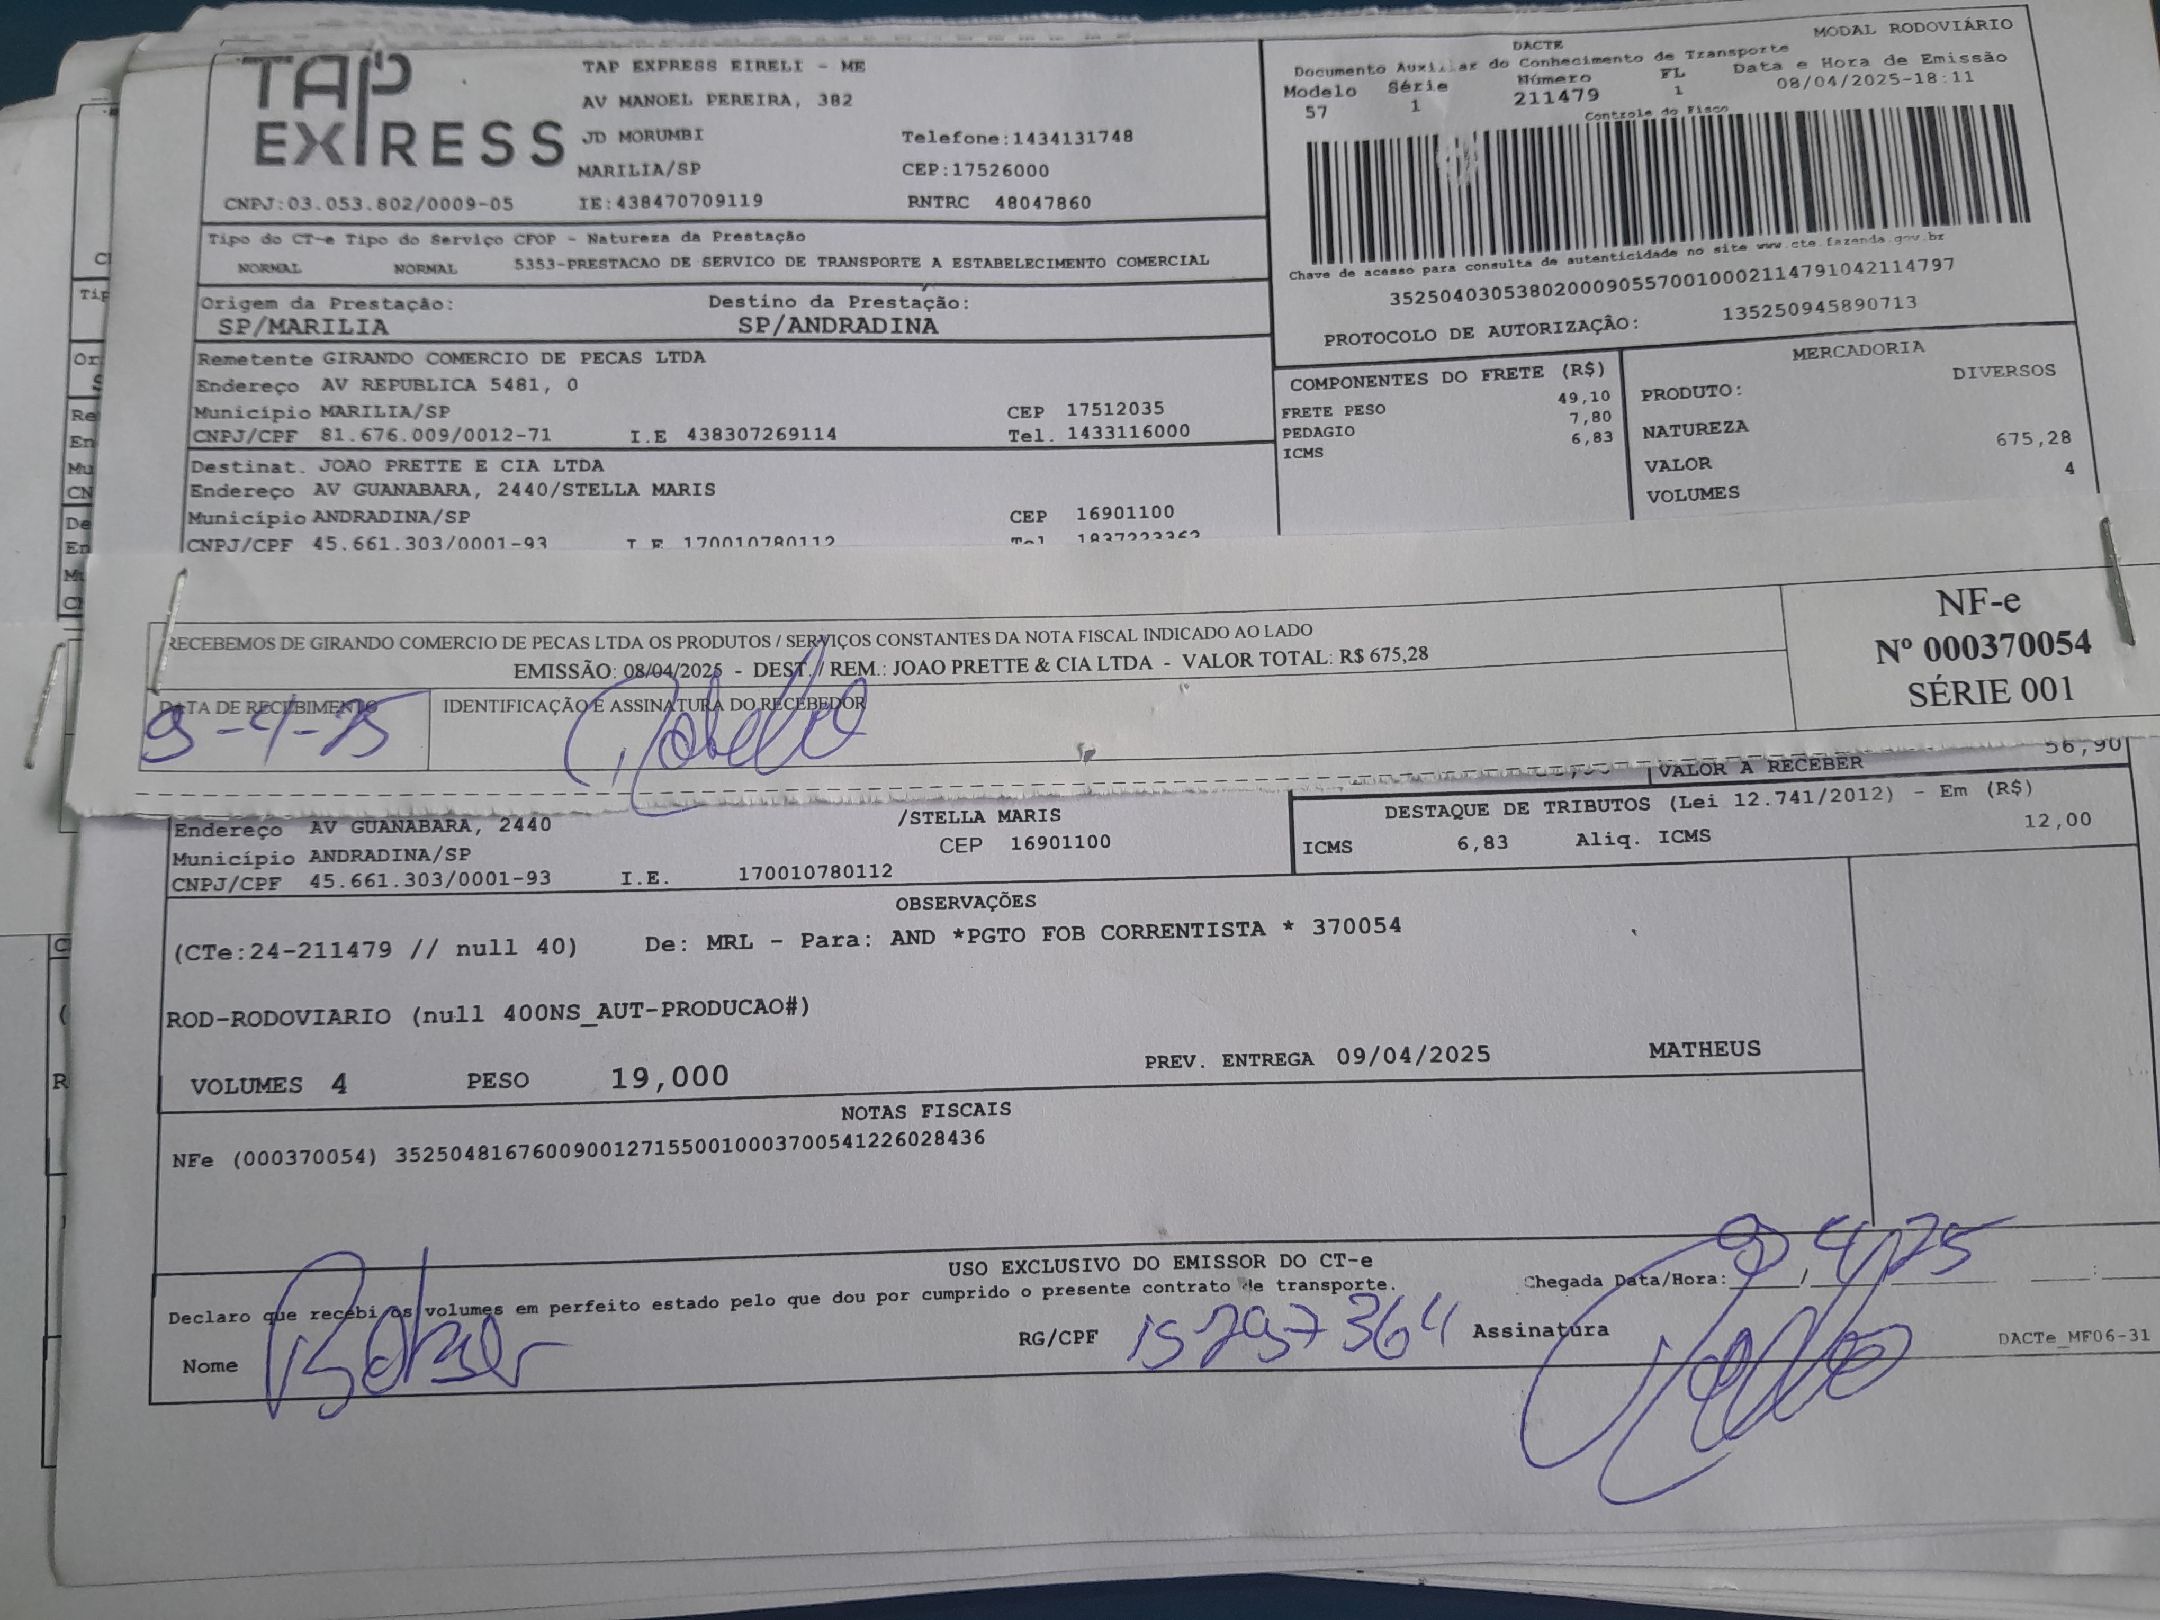 TAP EXPRESS
TAP EXPRESS EIRELI - ME
AV MANOEL PEREIRA, 382
JD MORUMBI Telefone:1434131748
MARILIA/SP CEP:17526000
CNPJ:03.053.802/0009-05 IE:438470709119 RNTRC 48047860
MODAL RODOVIÁRIO
DACTE
Documento Auxiliar do Conhecimento de Transporte
Modelo Série Número FL Data e Hora de Emissão
57 1 211479 1 08/04/2025-18:11
Controle do Fisco
Chave de acesso para consulta de autenticidade no site www.cte.fazenda.gov.br
35250403053802000905570010002114791042114797
PROTOCOLO DE AUTORIZAÇÃO: 135250945890713
Tipo do CT-e Tipo do Serviço CFOP - Natureza da Prestação
NORMAL NORMAL 5353-PRESTACAO DE SERVICO DE TRANSPORTE A ESTABELECIMENTO COMERCIAL
Origem da Prestação: Destino da Prestação:
SP/MARILIA SP/ANDRADINA
Remetente GIRANDO COMERCIO DE PECAS LTDA
Endereço AV REPUBLICA 5481, 0
Município MARILIA/SP CEP 17512035
CNPJ/CPF 81.676.009/0012-71 I.E 438307269114 Tel. 1433116000
Destinat. JOAO PRETTE E CIA LTDA
Endereço AV GUANABARA, 2440/STELLA MARIS
Município ANDRADINA/SP CEP 16901100
CNPJ/CPF 45.661.303/0001-93 I E 170010780112 Tel 1837223362
COMPONENTES DO FRETE (R$)
FRETE PESO 49,10
PEDAGIO 7,80
ICMS 6,83
MERCADORIA
PRODUTO: DIVERSOS
NATUREZA
VALOR 675,28
VOLUMES 4
RECEBEMOS DE GIRANDO COMERCIO DE PECAS LTDA OS PRODUTOS / SERVIÇOS CONSTANTES DA NOTA FISCAL INDICADO AO LADO
EMISSÃO: 08/04/2025 - DEST. / REM.: JOAO PRETTE & CIA LTDA - VALOR TOTAL: R$ 675,28
DATA DE RECEBIMENTO IDENTIFICAÇÃO E ASSINATURA DO RECEBEDOR
9-4-25
NF-e
Nº 000370054
SÉRIE 001
VALOR A RECEBER 56,90
Endereço AV GUANABARA, 2440 /STELLA MARIS
Município ANDRADINA/SP CEP 16901100
CNPJ/CPF 45.661.303/0001-93 I.E. 170010780112
DESTAQUE DE TRIBUTOS (Lei 12.741/2012) - Em (R$)
ICMS 6,83 Aliq. ICMS 12,00
OBSERVAÇÕES
(CTe:24-211479 // null 40) De: MRL - Para: AND *PGTO FOB CORRENTISTA * 370054
ROD-RODOVIARIO (null 400NS_AUT-PRODUCAO#)
VOLUMES 4 PESO 19,000 PREV. ENTREGA 09/04/2025 MATHEUS
NOTAS FISCAIS
NFe (000370054) 35250481676009001271550010003700541226028436
USO EXCLUSIVO DO EMISSOR DO CT-e
Declaro que recebi os volumes em perfeito estado pelo que dou por cumprido o presente contrato de transporte. Chegada Data/Hora: 9/4/25
Nome RG/CPF 15297364 Assinatura
DACTe_MF06-31